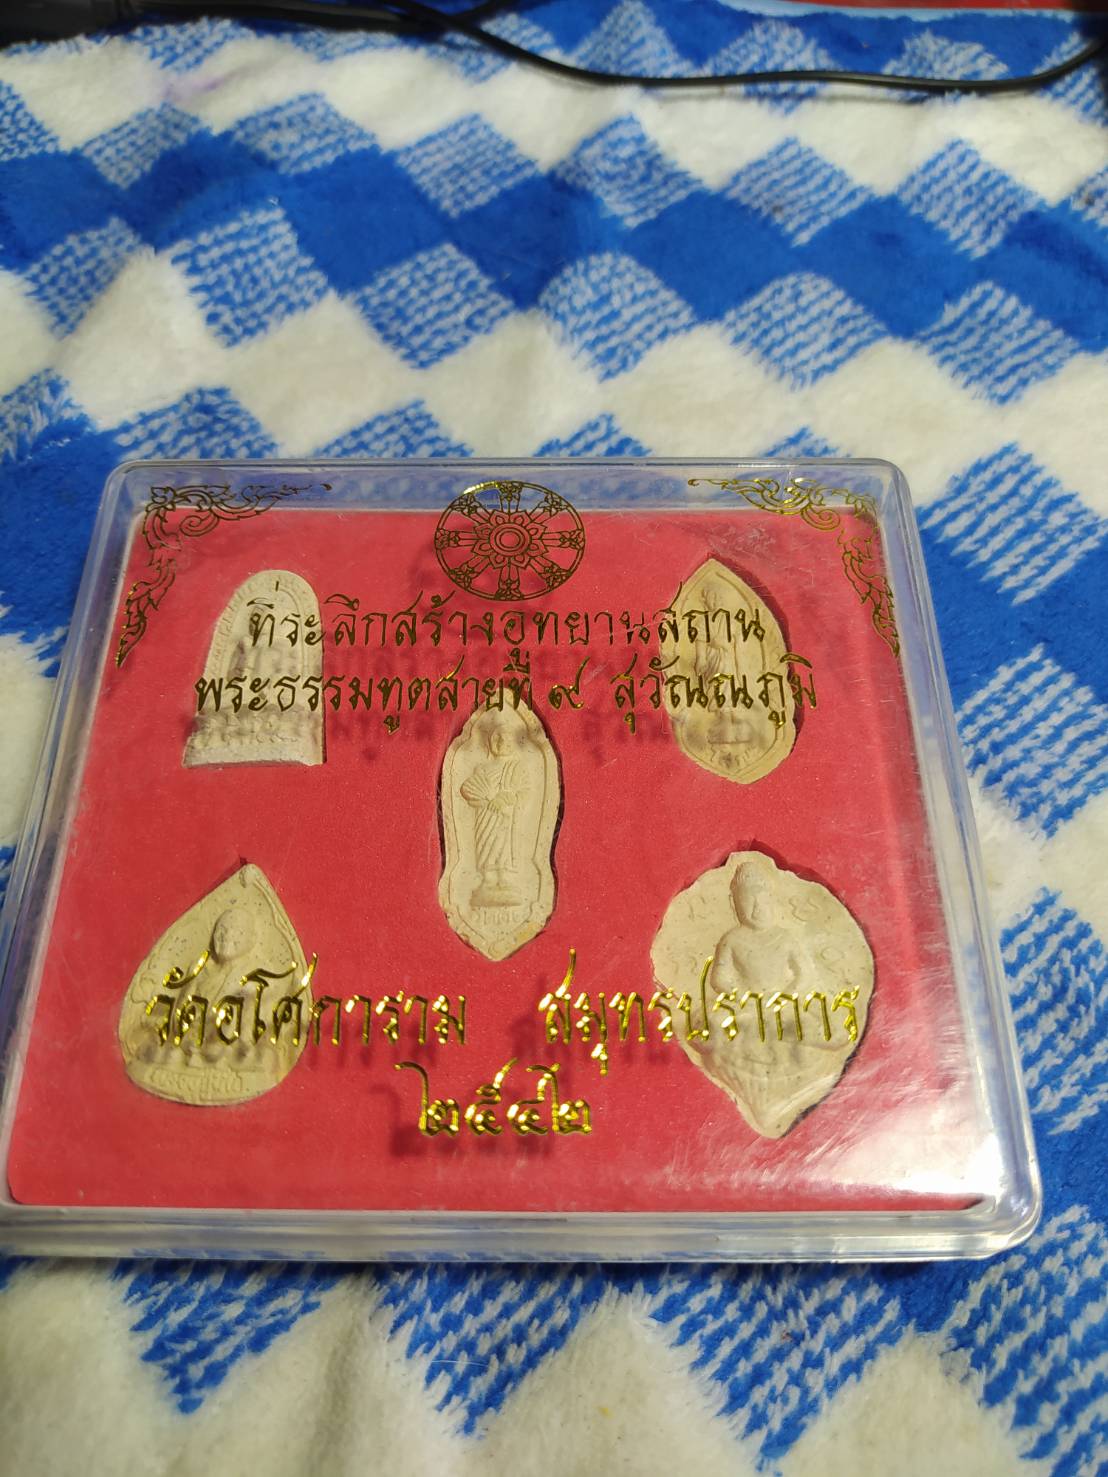 ที่ระลึกสร้างอุทยานสถาน
พระธรรมทูตสายที่ ๙ สุวัณณภูมิ
วัดอโศการาม สมุทรปราการ
๒๕๔๒